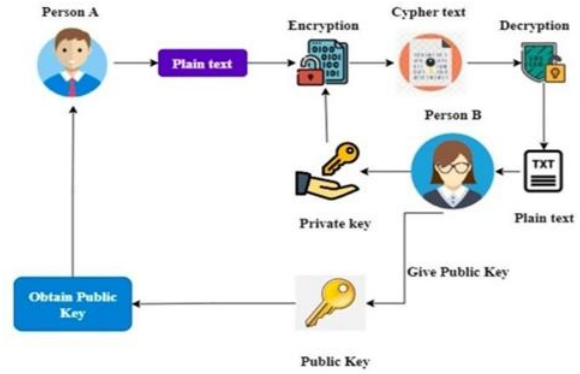 Person A
Encryption
Cypher text
Decryption
Plain text
Person B
TXT
Private key
Plain text
Give Public Key
Obtain Public
Key
Public Key